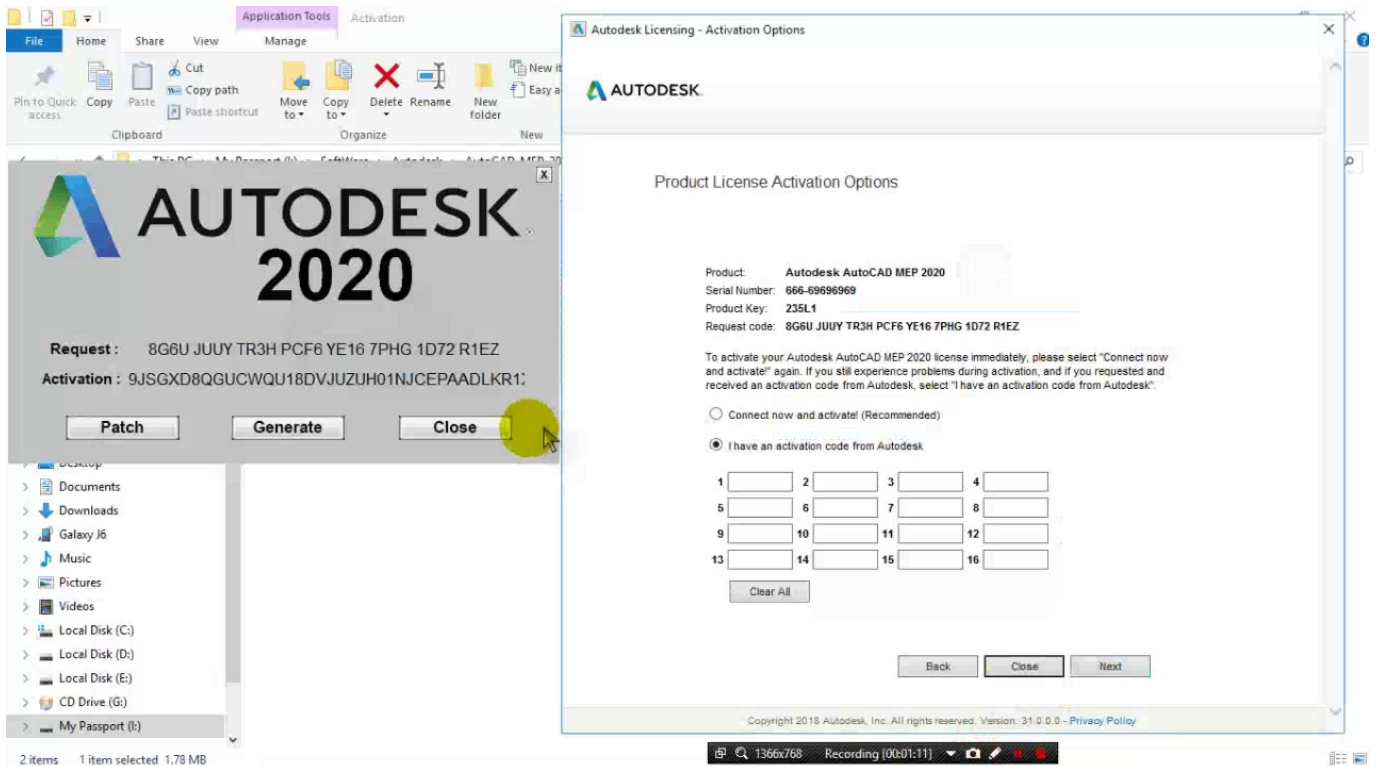 Application Tools
Activation
File
Home
Share
View
Manage
Pin to Quick access
Copy
Paste
Cut
Copy path
Paste shortcut
Move to
Copy to
Delete
Rename
New folder
New it
Easy a
Clipboard
Organize
New
AUTODESK
2020
Request : 8G6U JUUY TR3H PCF6 YE16 7PHG 1D72 R1EZ
Activation : 9JSGXD8QGUCWQU18DVJUZUH01NJCEPAADLKR1
Patch
Generate
Close
Desktop
Documents
Downloads
Galaxy J6
Music
Pictures
Videos
Local Disk (C:)
Local Disk (D:)
Local Disk (E:)
CD Drive (G:)
My Passport (I:)
2 items 1 item selected 1.78 MB
Autodesk Licensing - Activation Options
AUTODESK.
Product License Activation Options
Product: Autodesk AutoCAD MEP 2020
Serial Number: 666-69696969
Product Key: 235L1
Request code: 8G6U JUUY TR3H PCF6 YE16 7PHG 1D72 R1EZ
To activate your Autodesk AutoCAD MEP 2020 license immediately, please select "Connect now
and activate!" again. If you still experience problems during activation, and if you requested and
received an activation code from Autodesk, select "I have an activation code from Autodesk".
Connect now and activate! (Recommended)
I have an activation code from Autodesk
1 2 3 4
5 6 7 8
9 10 11 12
13 14 15 16
Clear All
Back
Close
Next
Copyright 2018 Autodesk, Inc. All rights reserved. Version: 31.0.0.0 - Privacy Policy
1366x768 Recording [00:01:11]